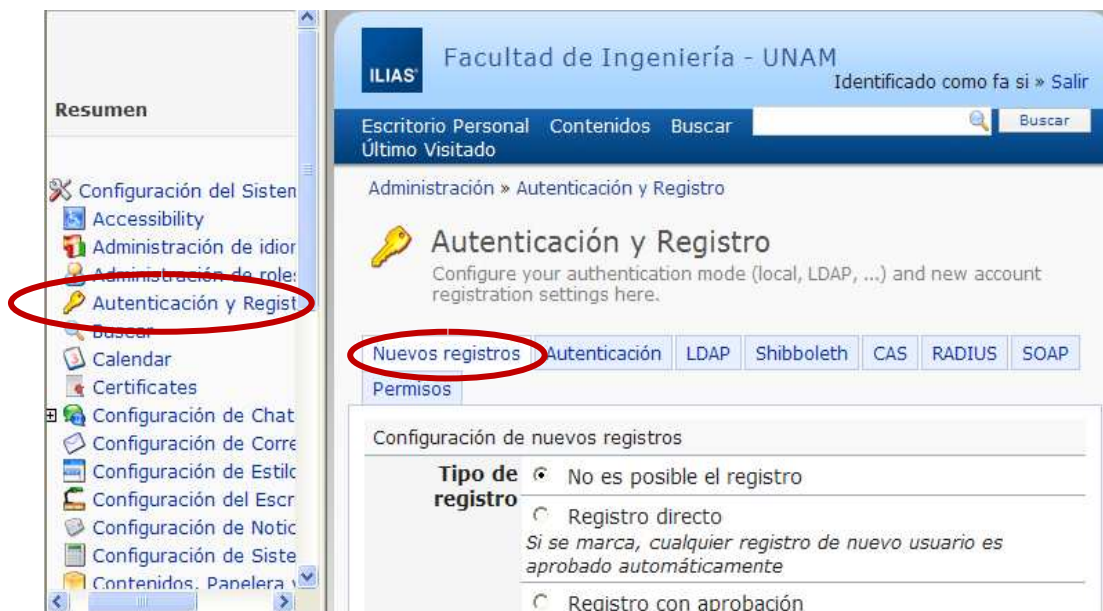 Resumen
Configuración del Sistem
Accessibility
Administración de idior
Administración de role
Autenticación y Regist
Buscar
Calendar
Certificates
Configuración de Chat
Configuración de Corre
Configuración de Estilo
Configuración del Escr
Configuración de Notic
Configuración de Siste
Contenidos, Papelera y
ILIAS
Facultad de Ingeniería - UNAM
Identificado como fa si » Salir
Escritorio Personal Contenidos Buscar Buscar
Último Visitado
Administración » Autenticación y Registro
Autenticación y Registro
Configure your authentication mode (local, LDAP, ...) and new account
registration settings here.
Nuevos registros Autenticación LDAP Shibboleth CAS RADIUS SOAP
Permisos
Configuración de nuevos registros
Tipo de No es posible el registro
registro
Registro directo
Si se marca, cualquier registro de nuevo usuario es
aprobado automáticamente
Registro con aprobación